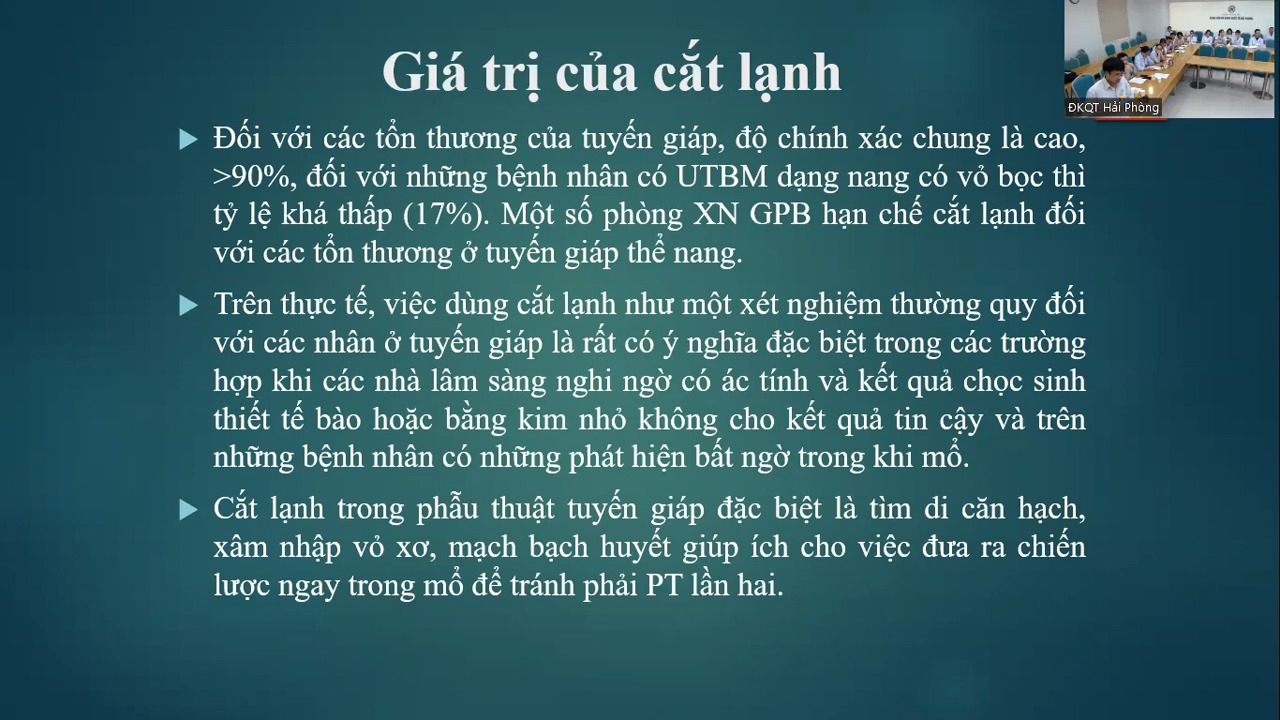 Giá trị của cắt lạnh
Đối với các tổn thương của tuyến giáp, độ chính xác chung là cao,
>90%, đối với những bệnh nhân có UTBM dạng nang có vỏ bọc thì
tỷ lệ khá thấp (17%). Một số phòng XN GPB hạn chế cắt lạnh đối
với các tổn thương ở tuyến giáp thể nang.
Trên thực tế, việc dùng cắt lạnh như một xét nghiệm thường quy đối
với các nhân ở tuyến giáp là rất có ý nghĩa đặc biệt trong các trường
hợp khi các nhà lâm sàng nghi ngờ có ác tính và kết quả chọc sinh
thiết tế bào hoặc bằng kim nhỏ không cho kết quả tin cậy và trên
những bệnh nhân có những phát hiện bất ngờ trong khi mổ.
Cắt lạnh trong phẫu thuật tuyến giáp đặc biệt là tìm di căn hạch,
xâm nhập vỏ xơ, mạch bạch huyết giúp ích cho việc đưa ra chiến
lược ngay trong mổ để tránh phải PT lần hai.
ĐKQT Hải Phòng